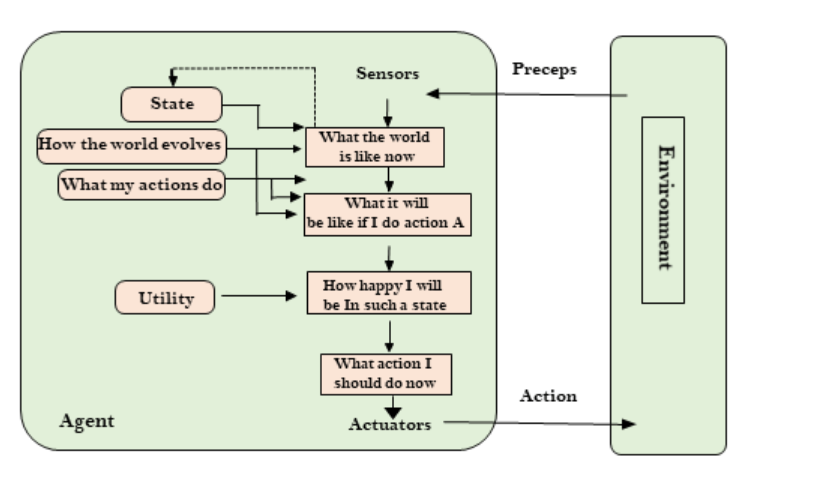 Preceps
Sensors
State
How the world evolves
What the world
is like now
What my actions do
What it will
be like if I do action A
Environment
How happy I will
be In such a state
Utility
What action I
should do now
Action
Agent
Actuators